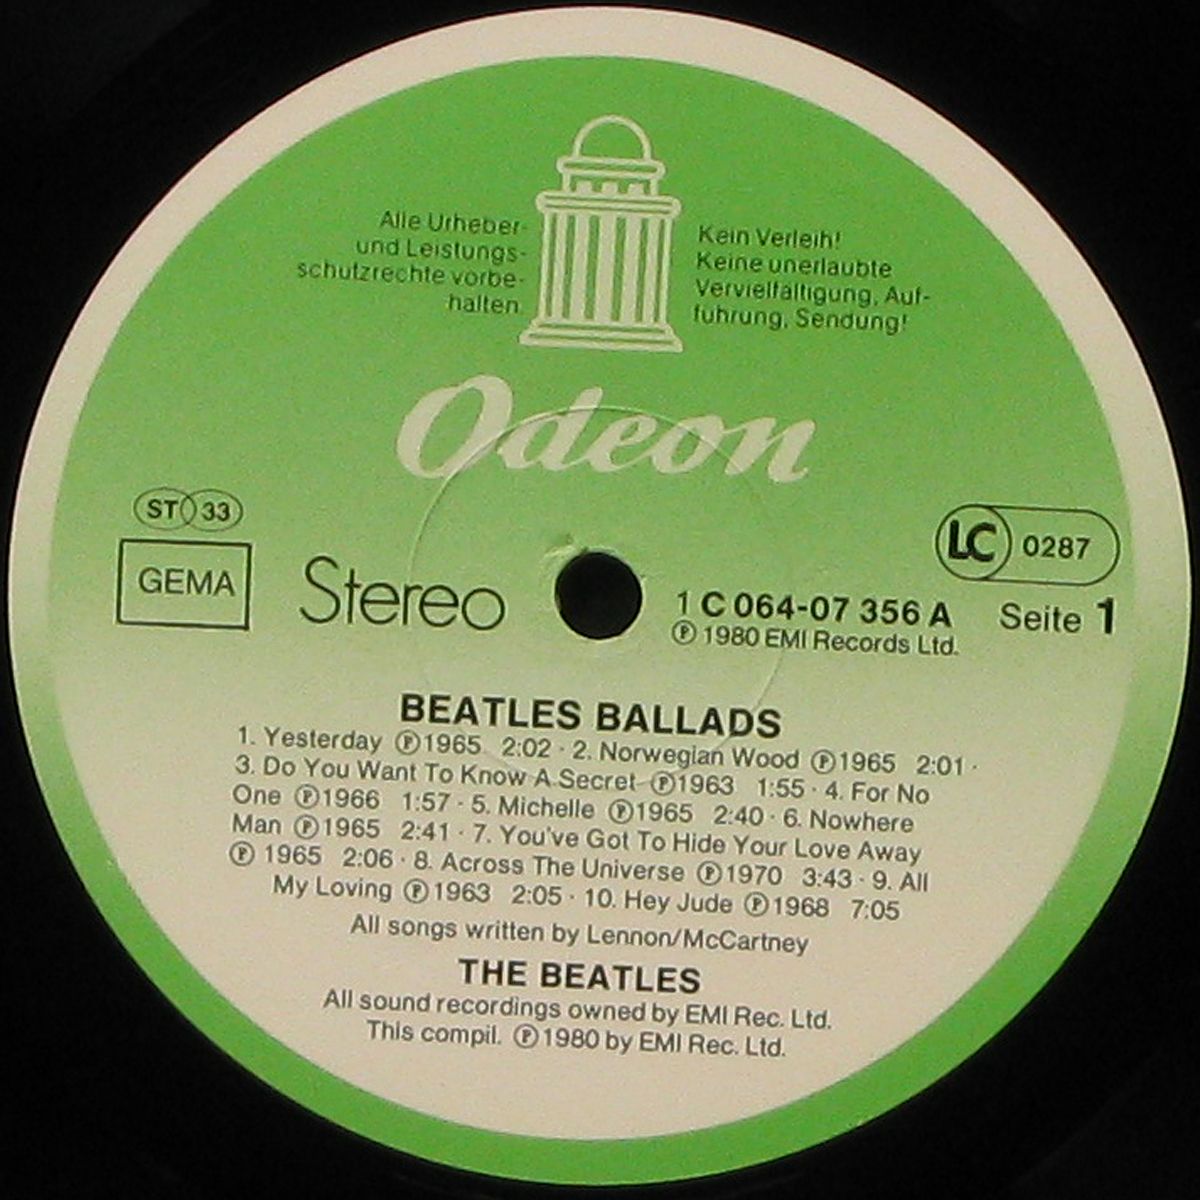 Alle Urheber-
und Leistungs-
schutzrechte vorbe-
halten.
Kein Verleih!
Keine unerlaubte
Vervielfältigung, Auf-
führung, Sendung!
Odeon
ST 33
GEMA
Stereo
LC 0287
1 C 064-07 356 A
Ⓟ 1980 EMI Records Ltd.
Seite 1
BEATLES BALLADS
1. Yesterday Ⓟ 1965 2:02 · 2. Norwegian Wood Ⓟ 1965 2:01 ·
3. Do You Want To Know A Secret Ⓟ 1963 1:55 · 4. For No
One Ⓟ 1966 1:57 · 5. Michelle Ⓟ 1965 2:40 · 6. Nowhere
Man Ⓟ 1965 2:41 · 7. You've Got To Hide Your Love Away
Ⓟ 1965 2:06 · 8. Across The Universe Ⓟ 1970 3:43 · 9. All
My Loving Ⓟ 1963 2:05 · 10. Hey Jude Ⓟ 1968 7:05
All songs written by Lennon/McCartney
THE BEATLES
All sound recordings owned by EMI Rec. Ltd.
This compil. Ⓟ 1980 by EMI Rec. Ltd.